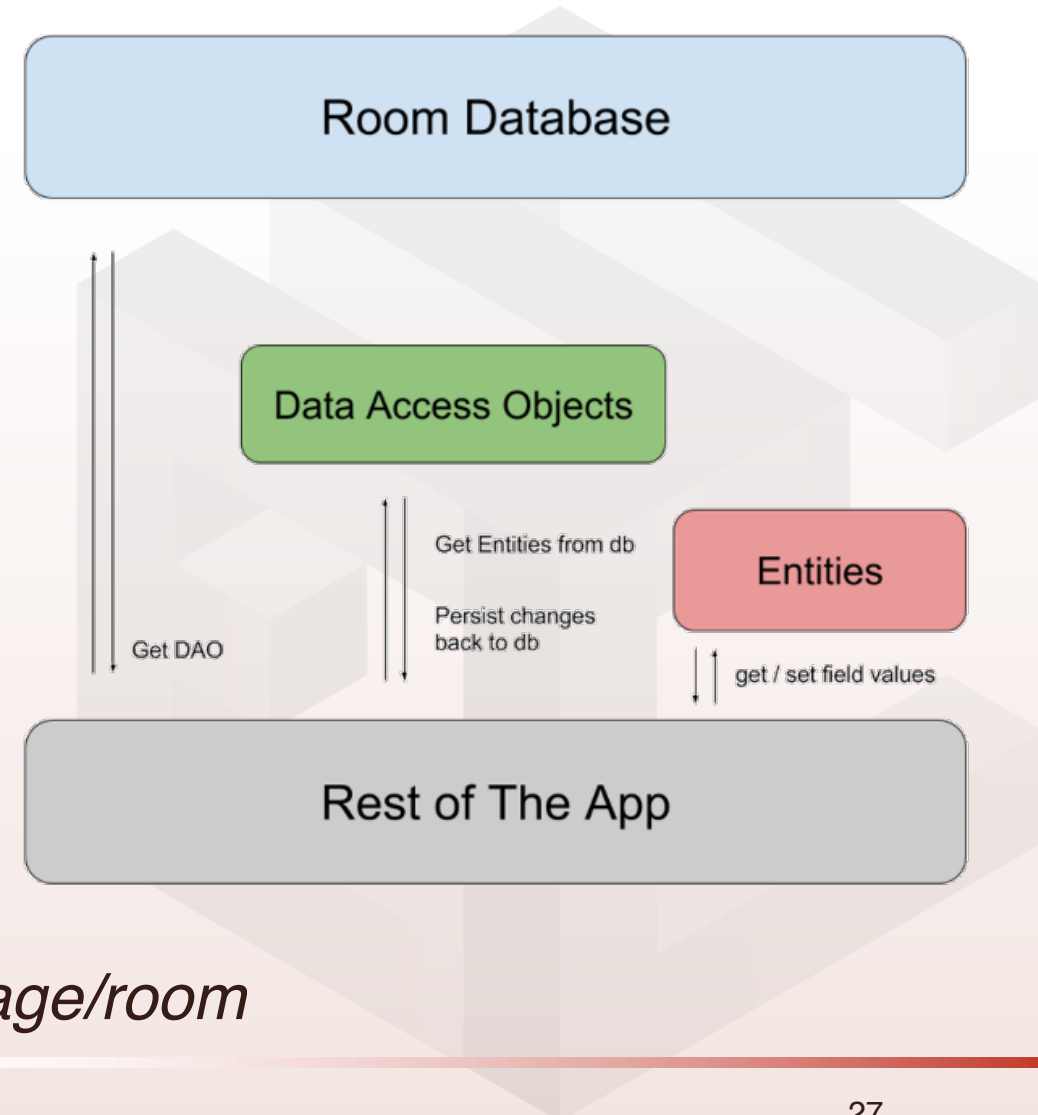 Room Database
Data Access Objects
Get Entities from db
Entities
Persist changes
back to db
Get DAO
get / set field values
Rest of The App
age/room
27